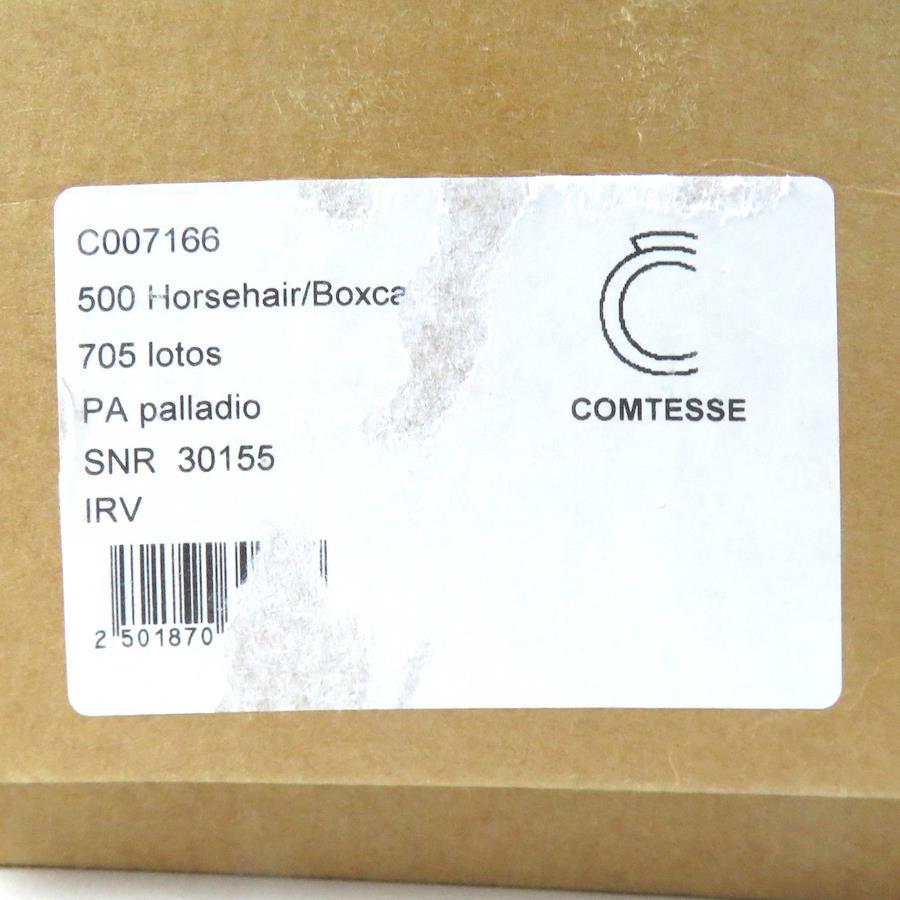 C007166
500 Horsehair/Boxca
705 lotos
PA palladio
SNR 30155
IRV
2 501870
COMTESSE